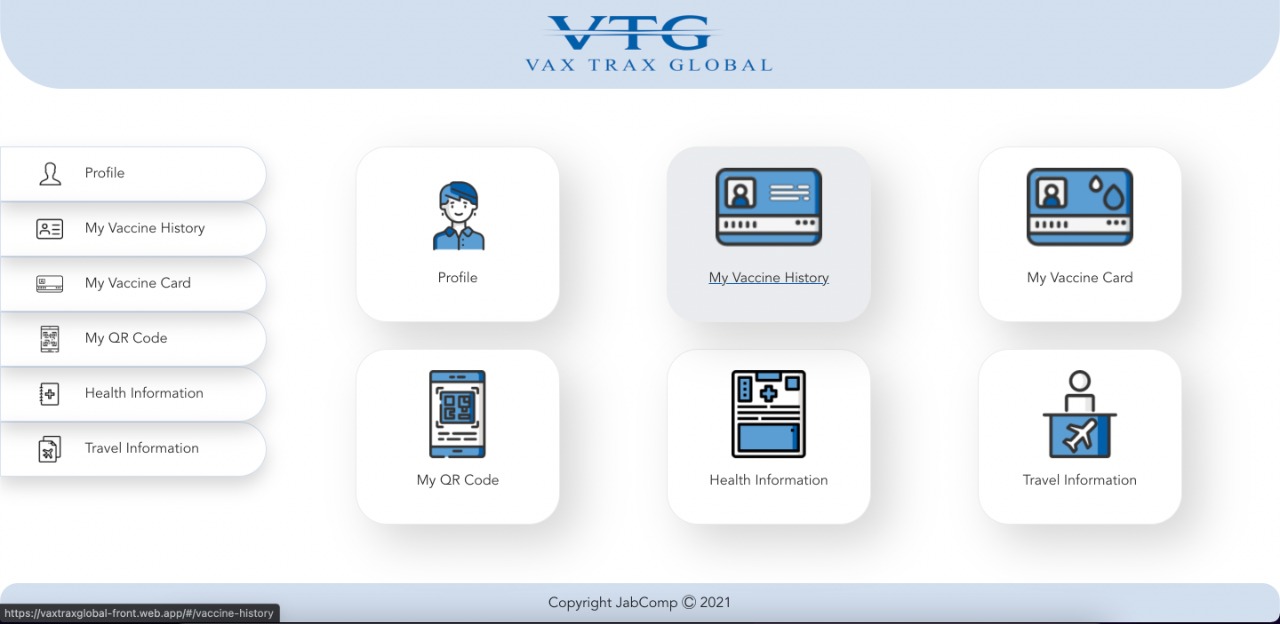 VTG
VAX TRAX GLOBAL
Profile
My Vaccine History
My Vaccine Card
My QR Code
Health Information
Travel Information
Profile
My Vaccine History
My Vaccine Card
My QR Code
Health Information
Travel Information
Copyright JabComp © 2021
https://vaxtraxglobal-front.web.app/#/vaccine-history